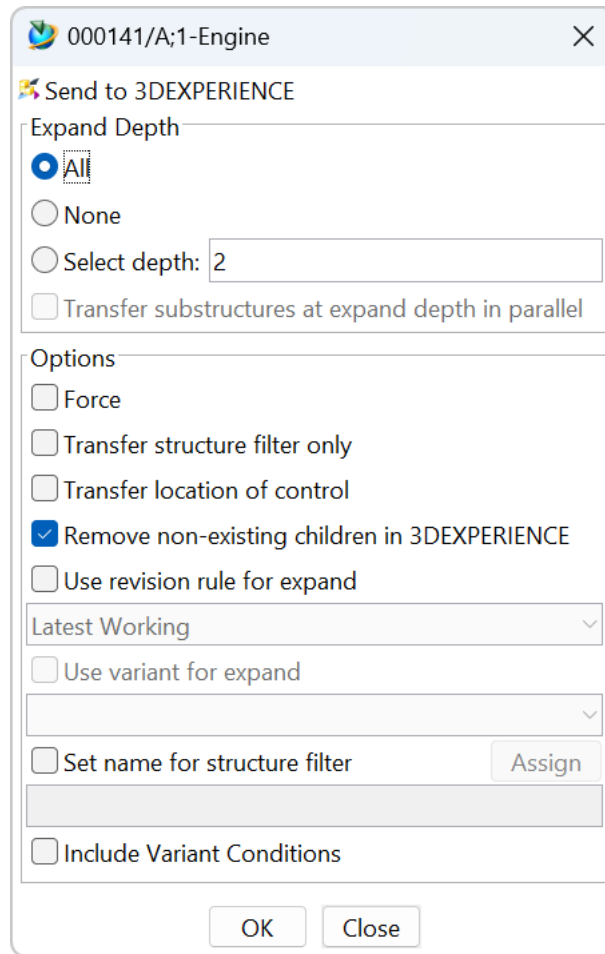 000141/A;1-Engine
Send to 3DEXPERIENCE
Expand Depth
All
None
Select depth: 2
Transfer substructures at expand depth in parallel
Options
Force
Transfer structure filter only
Transfer location of control
Remove non-existing children in 3DEXPERIENCE
Use revision rule for expand
Latest Working
Use variant for expand
Set name for structure filter Assign
Include Variant Conditions
OK Close